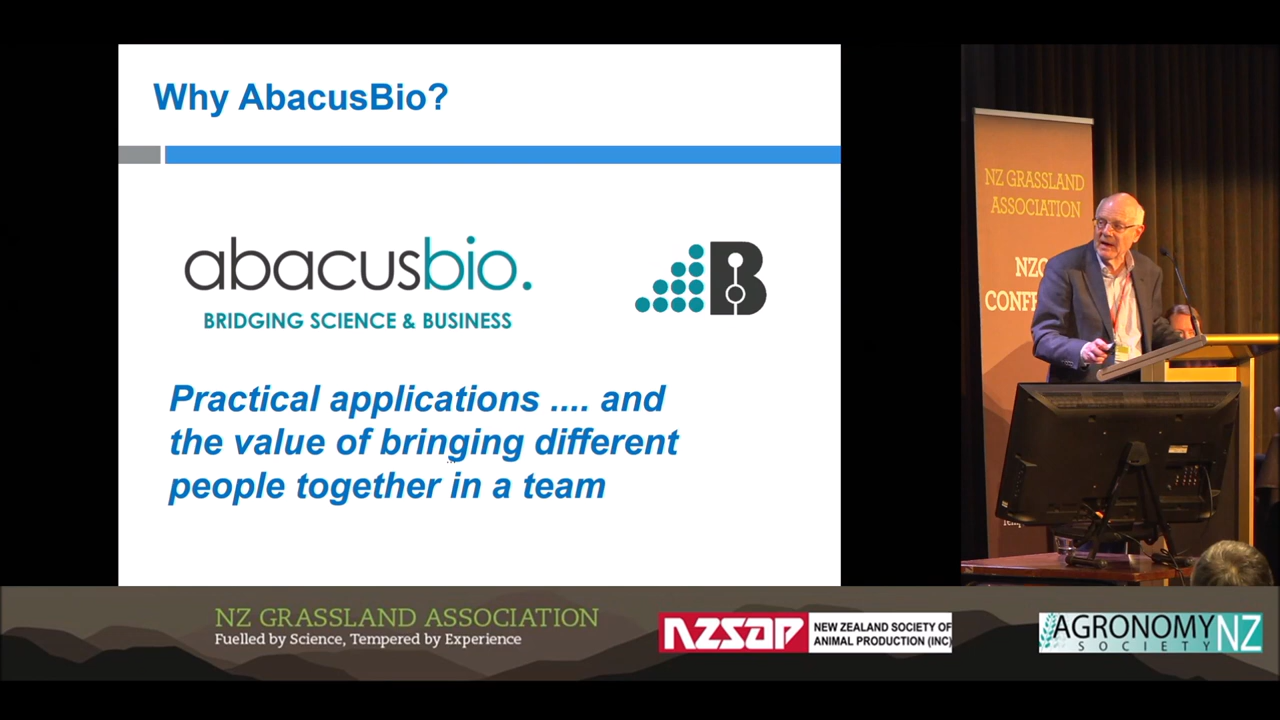 Why AbacusBio?
abacusbio.
BRIDGING SCIENCE & BUSINESS
B
Practical applications .... and
the value of bringing different
people together in a team
NZ GRASSLAND
ASSOCIATION
NZG
CONF
NZ GRASSLAND ASSOCIATION
Fuelled by Science, Tempered by Experience
NZSAP
NEW ZEALAND SOCIETY OF
ANIMAL PRODUCTION (INC)
AGRONOMY NZ
SOCIETY